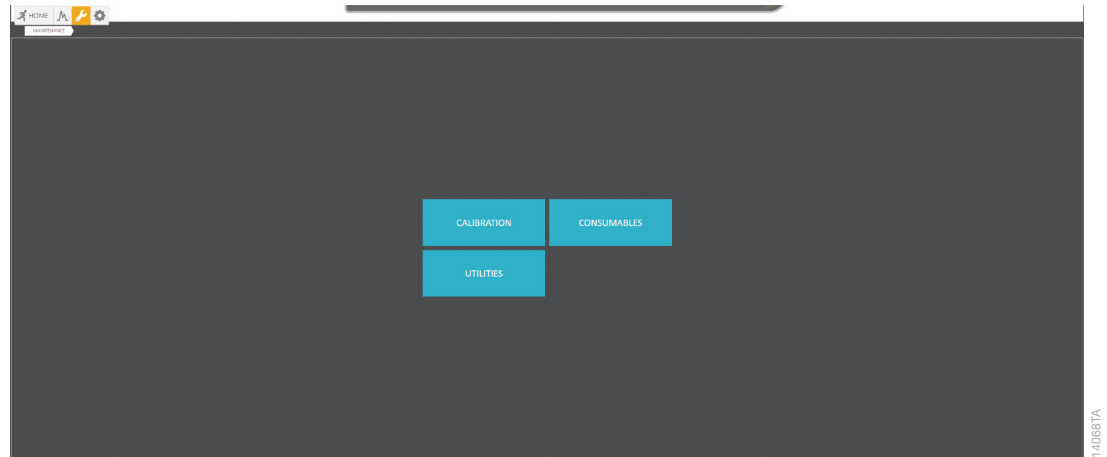 HOME
MAINTENANCE
CALIBRATION CONSUMABLES
UTILITIES
14068TA